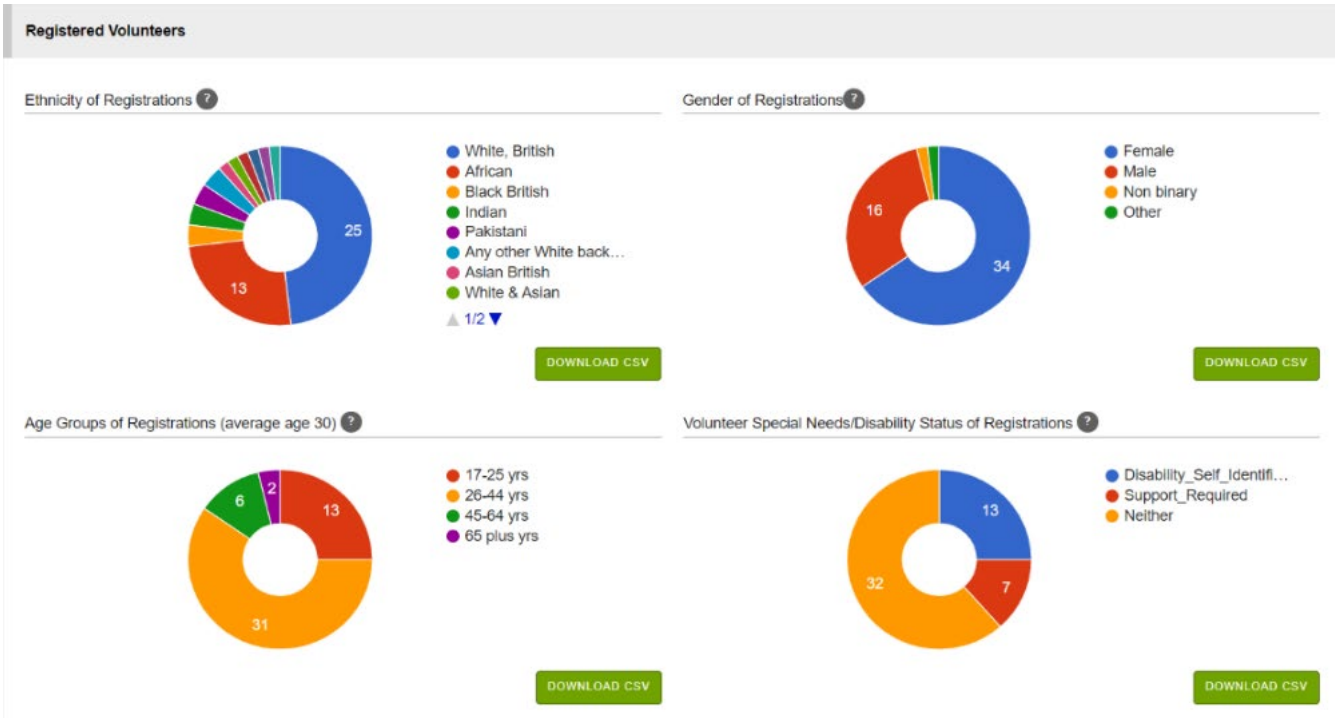 Registered Volunteers
Ethnicity of Registrations ?
25
13
White, British
African
Black British
Indian
Pakistani
Any other White back...
Asian British
White & Asian
1/2
DOWNLOAD CSV
Gender of Registrations ?
16
34
Female
Male
Non binary
Other
DOWNLOAD CSV
Age Groups of Registrations (average age 30) ?
6
2
13
31
17-25 yrs
26-44 yrs
45-64 yrs
65 plus yrs
DOWNLOAD CSV
Volunteer Special Needs/Disability Status of Registrations ?
13
32
7
Disability_Self_Identifi...
Support_Required
Neither
DOWNLOAD CSV